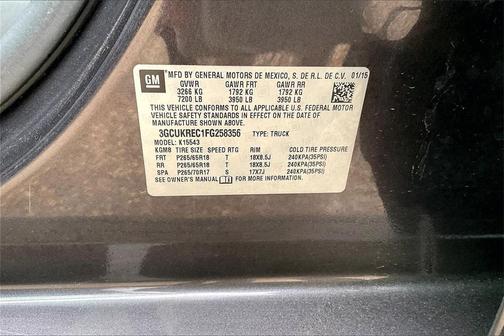 GM MFD BY GENERAL MOTORS DE MEXICO, S. DE R.L. DE C.V. 01/15
GVWR GAWR FRT GAWR RR
3266 KG 1792 KG 1792 KG
7200 LB 3950 LB 3950 LB
THIS VEHICLE CONFORMS TO ALL APPLICABLE U.S. FEDERAL MOTOR
VEHICLE SAFETY STANDARDS IN EFFECT ON THE DATE OF
MANUFACTURE SHOWN ABOVE.
3GCUKREC1FG258356 TYPE: TRUCK
MODEL: K15543
KGM8 TIRE SIZE SPEED RTG RIM COLD TIRE PRESSURE
FRT P265/65R18 T 18X8.5J 240KPA(35PSI)
RR P265/65R18 T 18X8.5J 240KPA(35PSI)
SPA P265/70R17 S 17X7J 240KPA(35PSI)
SEE OWNER'S MANUAL FOR MORE INFORMATION.